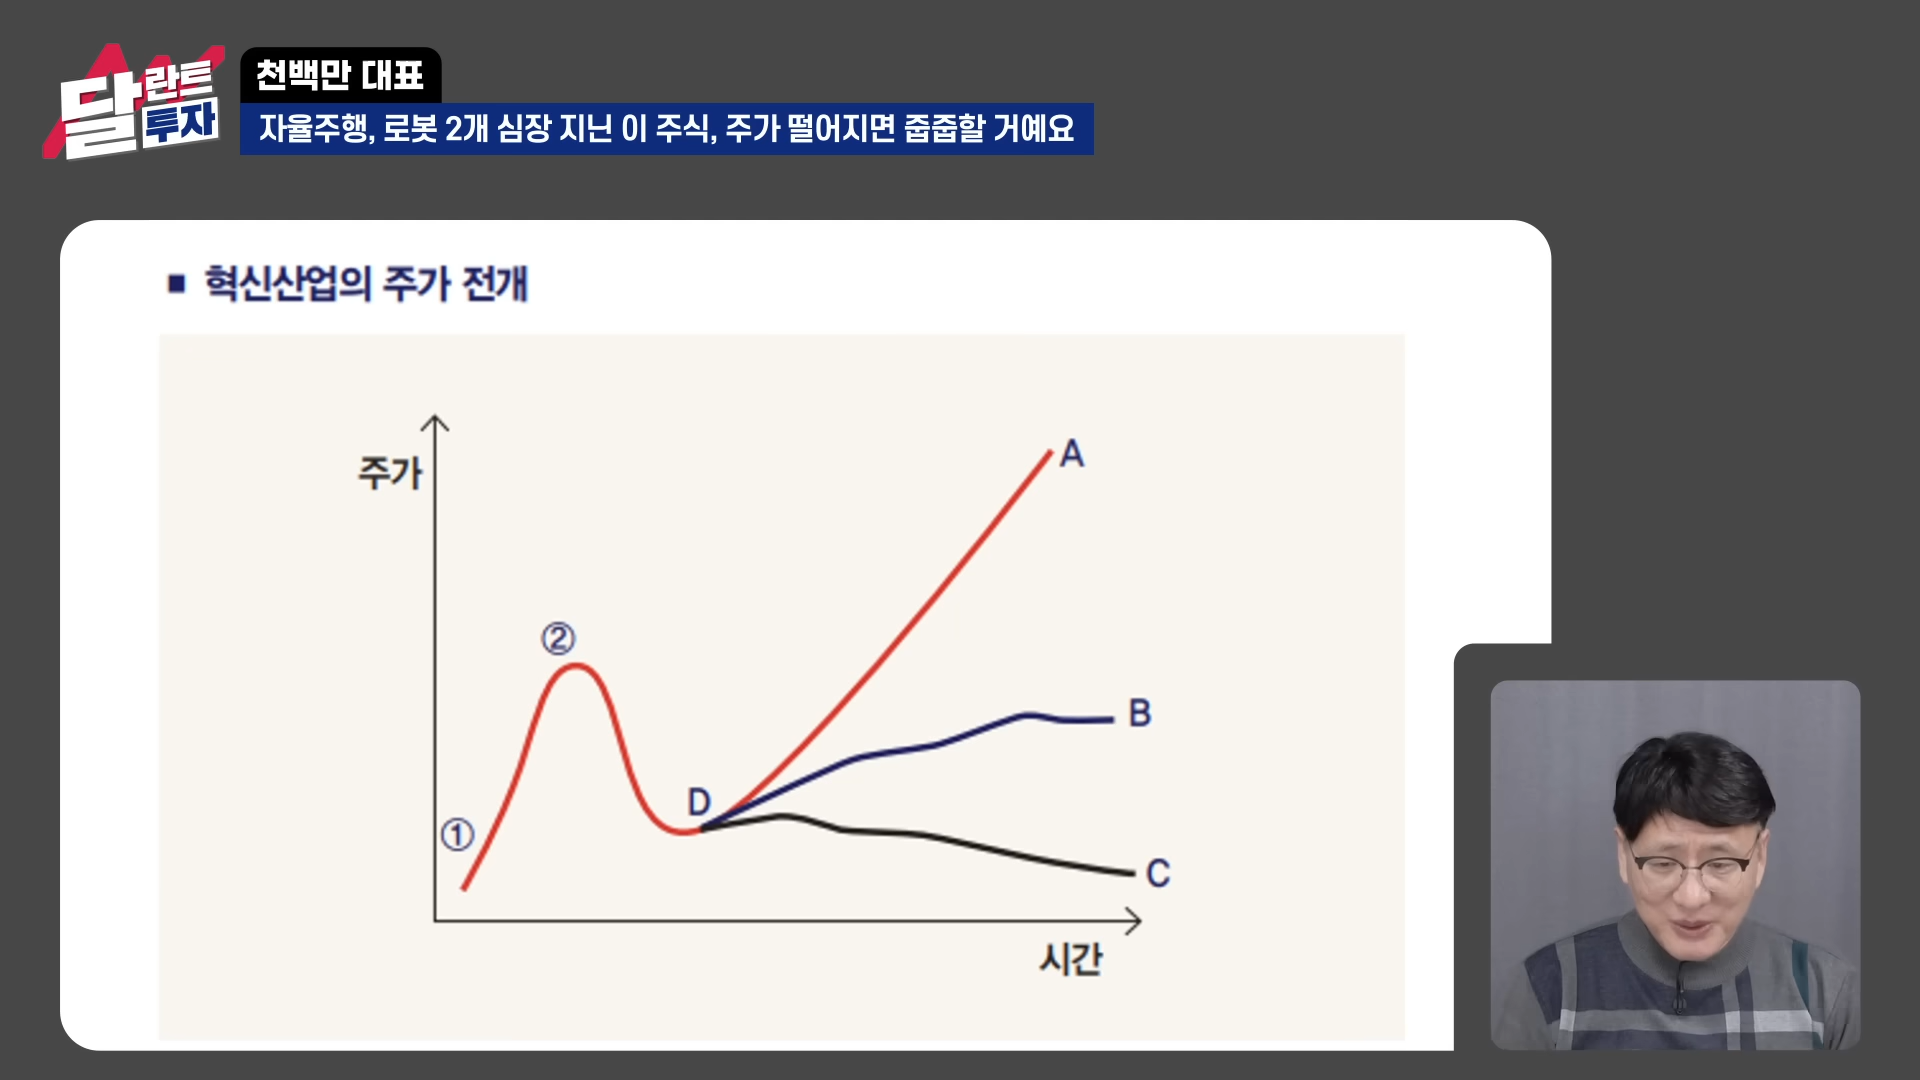 달란트
투자
천백만 대표
자율주행, 로봇 2개 심장 지닌 이 주식, 주가 떨어지면 줍줍할 거예요
■ 혁신산업의 주가 전개
주가
A
②
B
D
①
C
시간